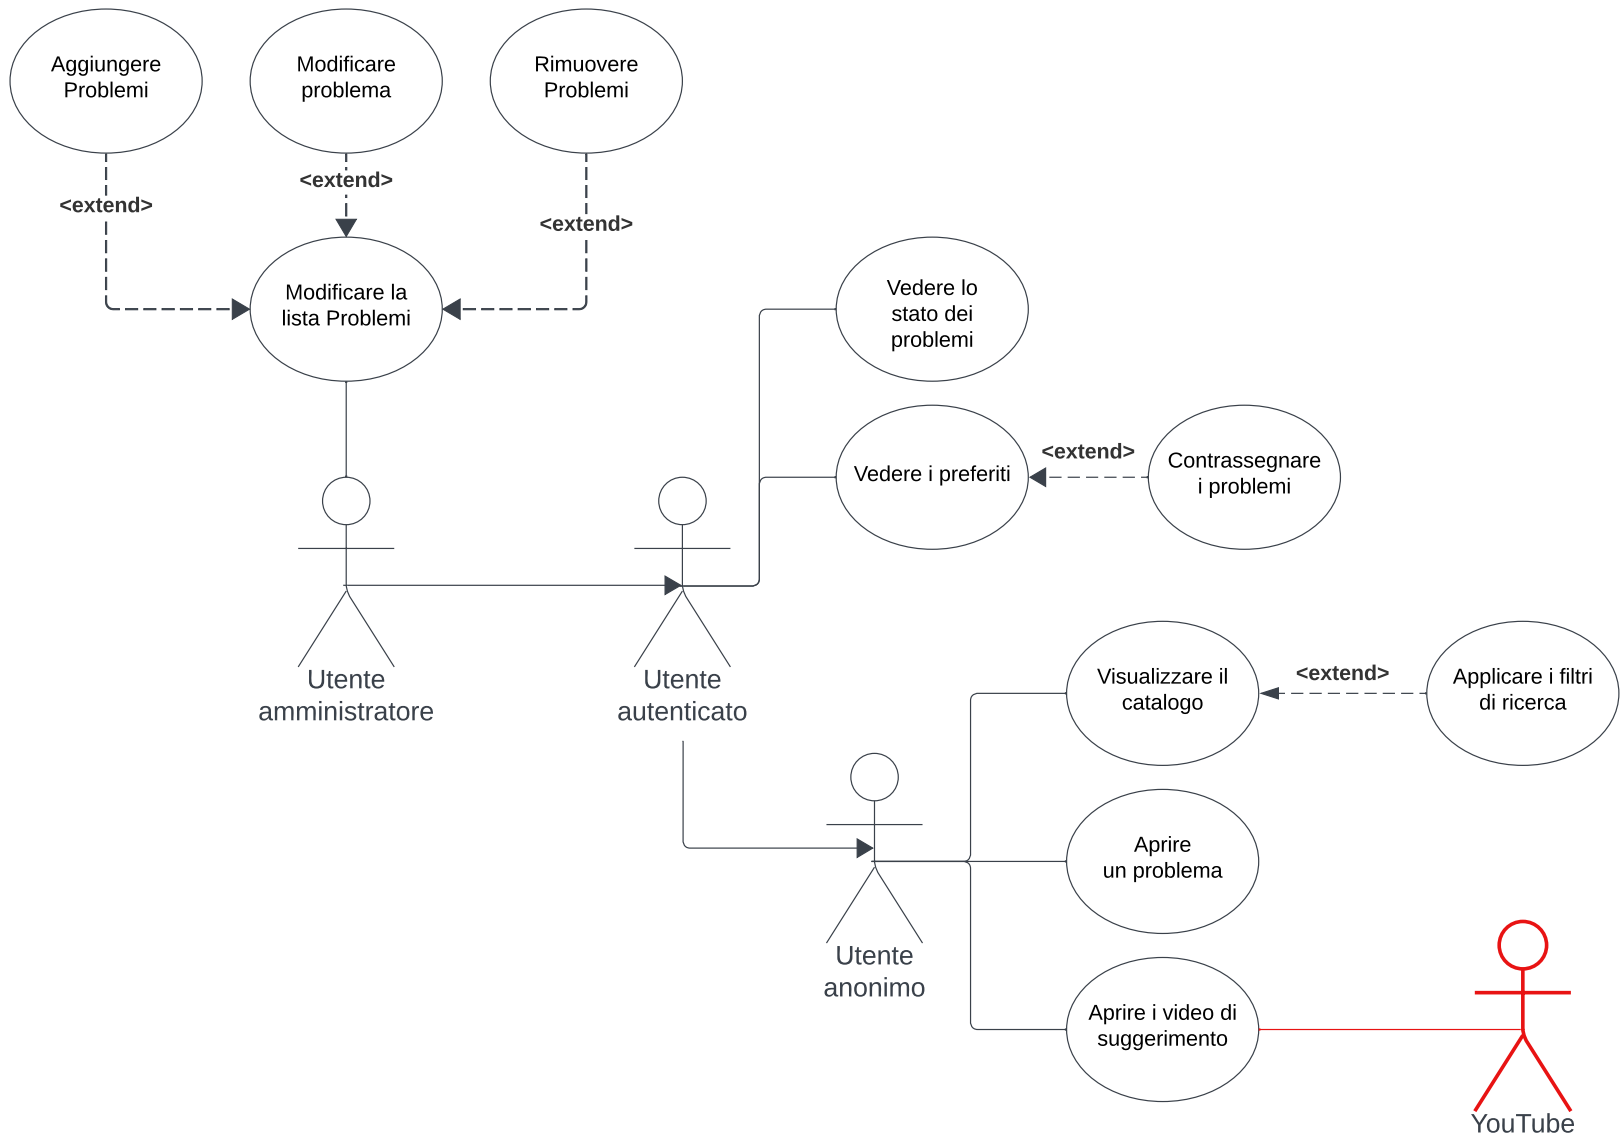 Aggiungere
Problemi
Modificare
problema
Rimuovere
Problemi
<extend>
<extend>
<extend>
Modificare la
lista Problemi
Vedere lo
stato dei
problemi
Vedere i preferiti
<extend>
Contrassegnare
i problemi
Utente
amministratore
Utente
autenticato
Visualizzare il
catalogo
<extend>
Applicare i filtri
di ricerca
Aprire
un problema
Utente
anonimo
Aprire i video di
suggerimento
YouTube